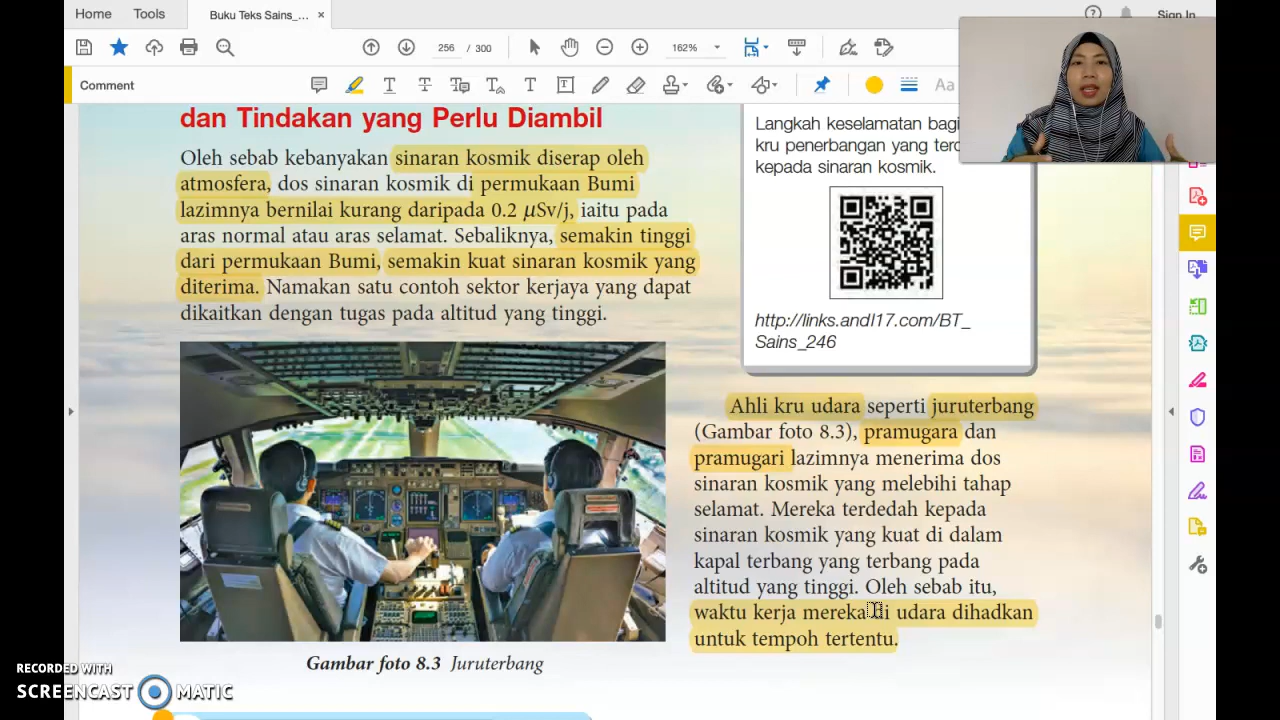 Home Tools Buku Teks Sains_... × Sign In
256 / 300 162%
Comment Aa
dan Tindakan yang Perlu Diambil
Oleh sebab kebanyakan sinaran kosmik diserap oleh
atmosfera, dos sinaran kosmik di permukaan Bumi
lazimnya bernilai kurang daripada 0.2 µSv/j, iaitu pada
aras normal atau aras selamat. Sebaliknya, semakin tinggi
dari permukaan Bumi, semakin kuat sinaran kosmik yang
diterima. Namakan satu contoh sektor kerjaya yang dapat
dikaitkan dengan tugas pada altitud yang tinggi.
Langkah keselamatan bagi
kru penerbangan yang
kepada sinaran kosmik.
http://links.andl17.com/BT_
Sains_246
Ahli kru udara seperti juruterbang
(Gambar foto 8.3), pramugara dan
pramugari lazimnya menerima dos
sinaran kosmik yang melebihi tahap
selamat. Mereka terdedah kepada
sinaran kosmik yang kuat di dalam
kapal terbang yang terbang pada
altitud yang tinggi. Oleh sebab itu,
waktu kerja mereka di udara dihadkan
untuk tempoh tertentu.
Gambar foto 8.3 Juruterbang
RECORDED WITH
SCREENCAST MATIC